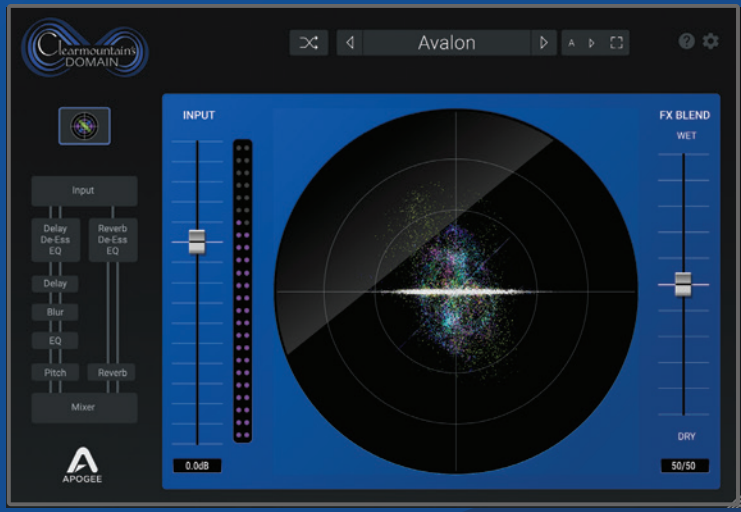 Clearmountain's
DOMAIN
Avalon
A
?
INPUT
FX BLEND
WET
Input
Delay
De-Ess
EQ
Reverb
De-Ess
EQ
Delay
Blur
EQ
Pitch
Reverb
Mixer
DRY
APOGEE
0.0dB
50/50